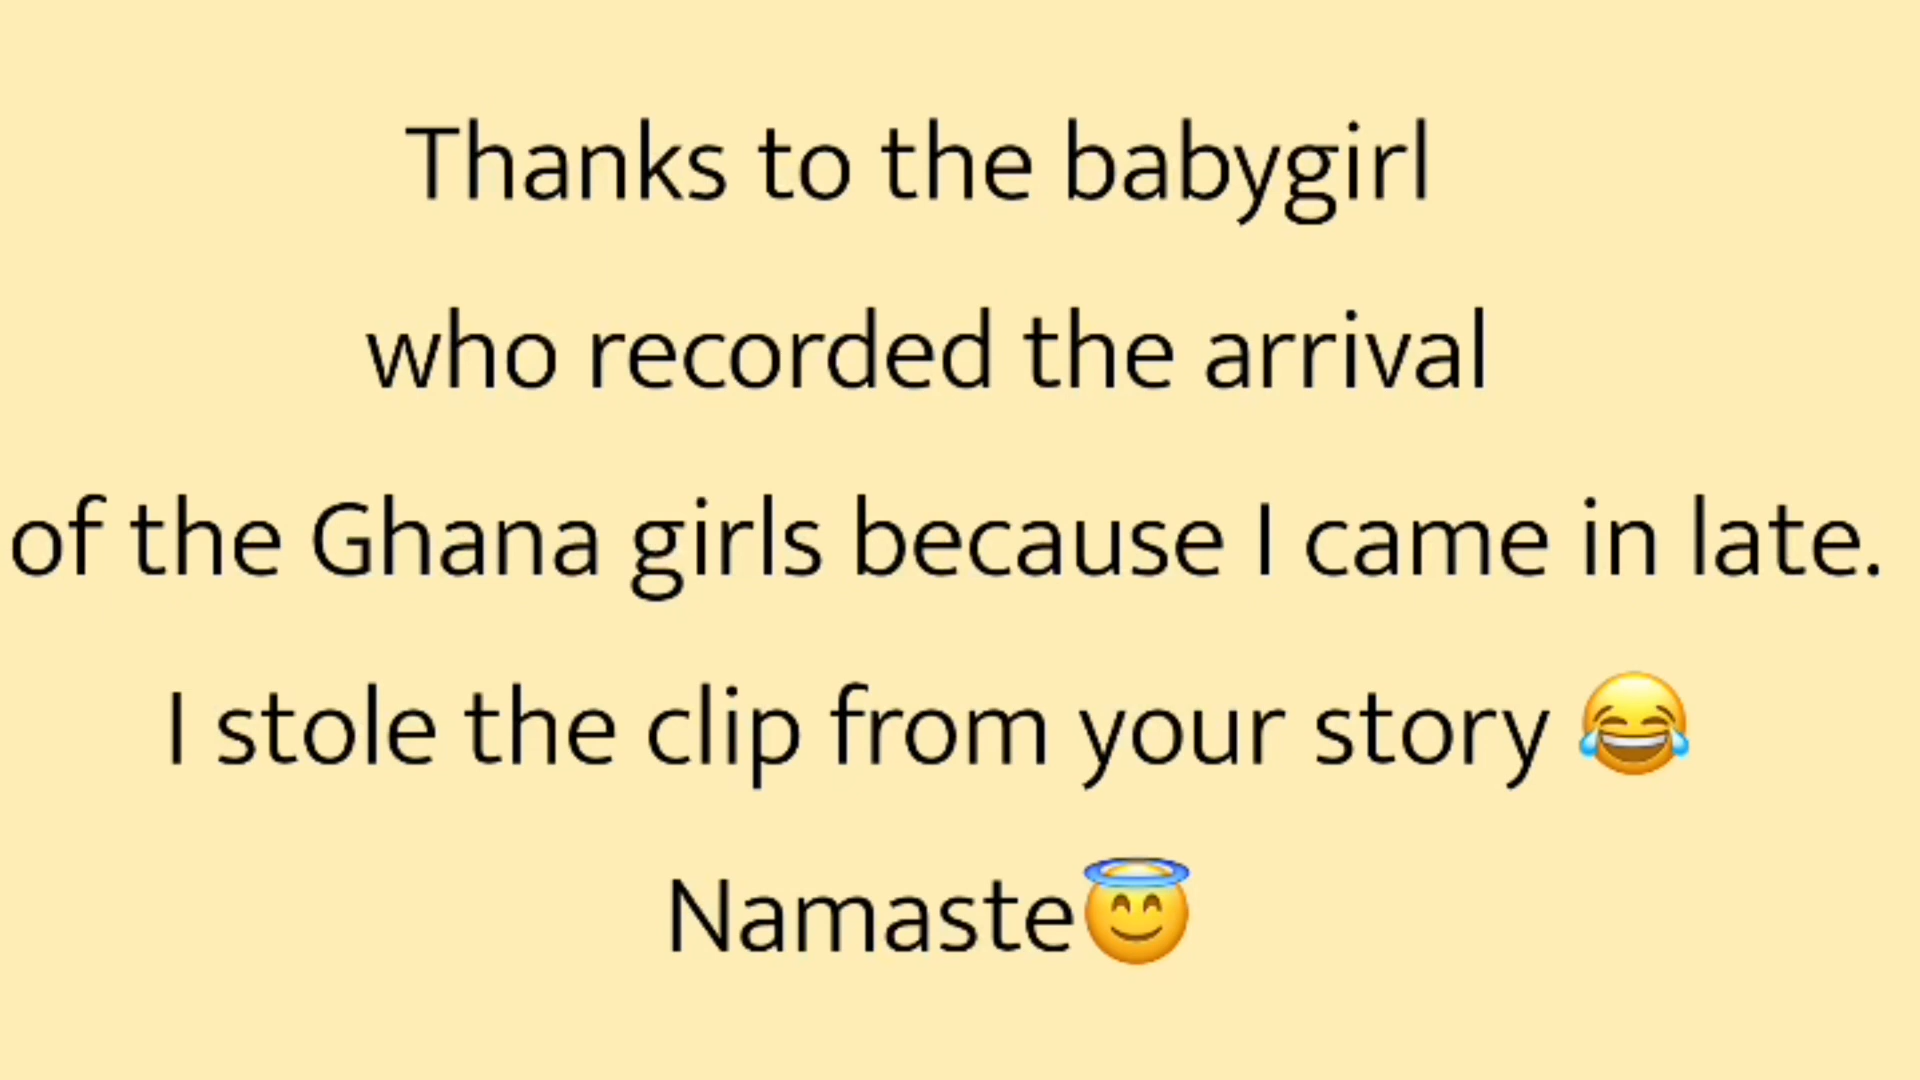 Thanks to the babygirl
who recorded the arrival
of the Ghana girls because I came in late.
I stole the clip from your story 😂
Namaste😇